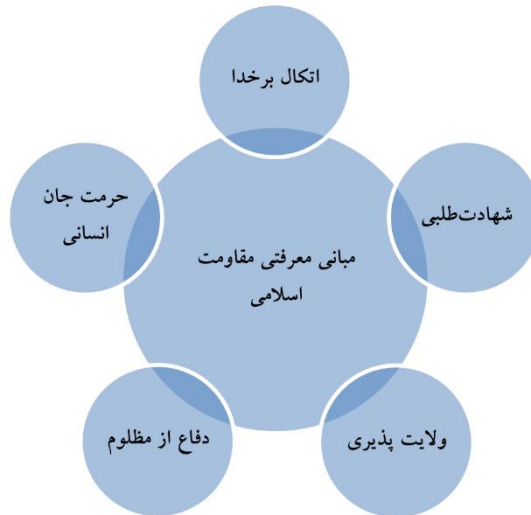 اتکال برخدا
شهادت‌طلبی
حرمت جان
انسانی
مبانی معرفتی مقاومت
اسلامی
ولایت پذیری
دفاع از مظلوم